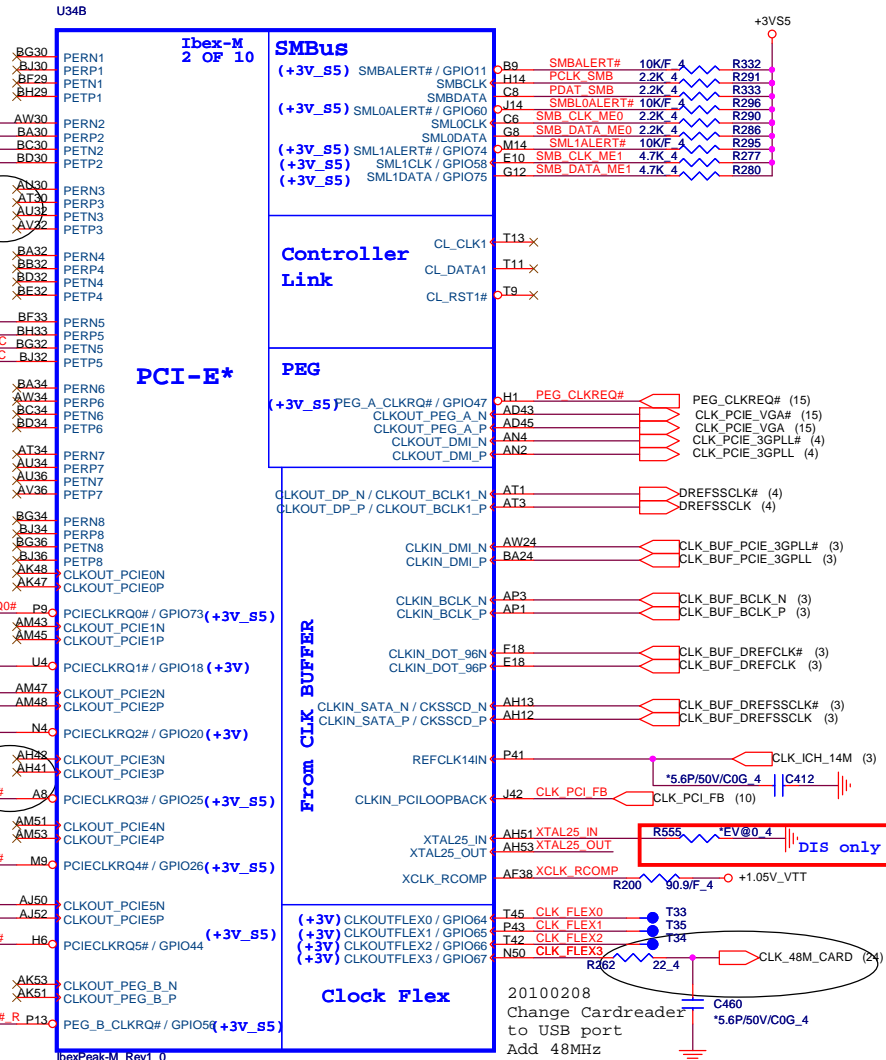 U34B
+3VS5
Ibex-M
2 OF 10
SMBus
(+3V_S5) SMBALERT# / GPIO11 B9 SMBALERT# 10K/F_4 R332
SMBCLK H14 PCLK_SMB 2.2K_4 R291
SMBDATA C8 PDAT_SMB 2.2K_4 R333
(+3V_S5) SML0ALERT# / GPIO60 J14 SMBL0ALERT# 10K/F_4 R296
SML0CLK C6 SMB_CLK_ME0 2.2K_4 R290
SML0DATA G8 SMB_DATA_ME0 2.2K_4 R286
(+3V_S5) SML1ALERT# / GPIO74 M14 SML1ALERT# 10K/F_4 R295
(+3V_S5) SML1CLK / GPIO58 E10 SMB_CLK_ME1 4.7K_4 R277
(+3V_S5) SML1DATA / GPIO75 G12 SMB_DATA_ME1 4.7K_4 R280
BG30 PERN1
BJ30 PERP1
BF29 PETN1
BH29 PETP1
AW30 PERN2
BA30 PERP2
BC30 PETN2
BD30 PETP2
AU30 PERN3
AT30 PERP3
AU32 PETN3
AV32 PETP3
BA32 PERN4
BB32 PERP4
BD32 PETN4
BE32 PETP4
BF33 PERN5
BH33 PERP5
C BG32 PETN5
C BJ32 PETP5
BA34 PERN6
AW34 PERP6
BC34 PETN6
BD34 PETP6
AT34 PERN7
AU34 PERP7
AU36 PETN7
AV36 PETP7
BG34 PERN8
BJ34 PERP8
BG36 PETN8
BJ36 PETP8
PCI-E*
AK48 CLKOUT_PCIE0N
AK47 CLKOUT_PCIE0P
Q0# P9 PCIECLKRQ0# / GPIO73 (+3V_S5)
AM43 CLKOUT_PCIE1N
AM45 CLKOUT_PCIE1P
U4 PCIECLKRQ1# / GPIO18 (+3V)
AM47 CLKOUT_PCIE2N
AM48 CLKOUT_PCIE2P
N4 PCIECLKRQ2# / GPIO20 (+3V)
AH42 CLKOUT_PCIE3N
AH41 CLKOUT_PCIE3P
# A8 PCIECLKRQ3# / GPIO25 (+3V_S5)
AM51 CLKOUT_PCIE4N
AM53 CLKOUT_PCIE4P
# M9 PCIECLKRQ4# / GPIO26 (+3V_S5)
AJ50 CLKOUT_PCIE5N
AJ52 CLKOUT_PCIE5P
# H6 PCIECLKRQ5# / GPIO44 (+3V_S5)
AK53 CLKOUT_PEG_B_N
AK51 CLKOUT_PEG_B_P
#_R P13 PEG_B_CLKRQ# / GPIO56 (+3V_S5)
Controller
Link
CL_CLK1 T13
CL_DATA1 T11
CL_RST1# T9
PEG
(+3V_S5) PEG_A_CLKRQ# / GPIO47 H1 PEG_CLKREQ# PEG_CLKREQ# (15)
CLKOUT_PEG_A_N AD43 CLK_PCIE_VGA# (15)
CLKOUT_PEG_A_P AD45 CLK_PCIE_VGA (15)
CLKOUT_DMI_N AN4 CLK_PCIE_3GPLL# (4)
CLKOUT_DMI_P AN2 CLK_PCIE_3GPLL (4)
From CLK BUFFER
CLKOUT_DP_N / CLKOUT_BCLK1_N AT1 DREFSSCLK# (4)
CLKOUT_DP_P / CLKOUT_BCLK1_P AT3 DREFSSCLK (4)
CLKIN_DMI_N AW24 CLK_BUF_PCIE_3GPLL# (3)
CLKIN_DMI_P BA24 CLK_BUF_PCIE_3GPLL (3)
CLKIN_BCLK_N AP3 CLK_BUF_BCLK_N (3)
CLKIN_BCLK_P AP1 CLK_BUF_BCLK_P (3)
CLKIN_DOT_96N F18 CLK_BUF_DREFCLK# (3)
CLKIN_DOT_96P E18 CLK_BUF_DREFCLK (3)
CLKIN_SATA_N / CKSSCD_N AH13 CLK_BUF_DREFSSCLK# (3)
CLKIN_SATA_P / CKSSCD_P AH12 CLK_BUF_DREFSSCLK (3)
REFCLK14IN P41 CLK_ICH_14M (3)
*5.6P/50V/C0G_4 C412
CLKIN_PCILOOPBACK J42 CLK_PCI_FB CLK_PCI_FB (10)
XTAL25_IN AH51 XTAL25_IN R555 *EV@0_4
XTAL25_OUT AH53 XTAL25_OUT
DIS only
XCLK_RCOMP AF38 XCLK_RCOMP R200 90.9/F_4 +1.05V_VTT
(+3V) CLKOUTFLEX0 / GPIO64 T45 CLK_FLEX0 T33
(+3V) CLKOUTFLEX1 / GPIO65 P43 CLK_FLEX1 T35
(+3V) CLKOUTFLEX2 / GPIO66 T42 CLK_FLEX2 T34
(+3V) CLKOUTFLEX3 / GPIO67 N50 CLK_FLEX3 R262 22_4 CLK_48M_CARD (24)
Clock Flex
C460
*5.6P/50V/C0G_4
20100208
Change Cardreader
to USB port
Add 48MHz
IbexPeak-M_Rev1_0